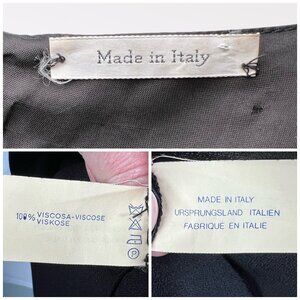 Made in Italy
100% VISCOSA-VISCOSE
VISKOSE
MADE IN ITALY
URSPRUNGSLAND ITALIEN
FABRIQUE EN ITALIE